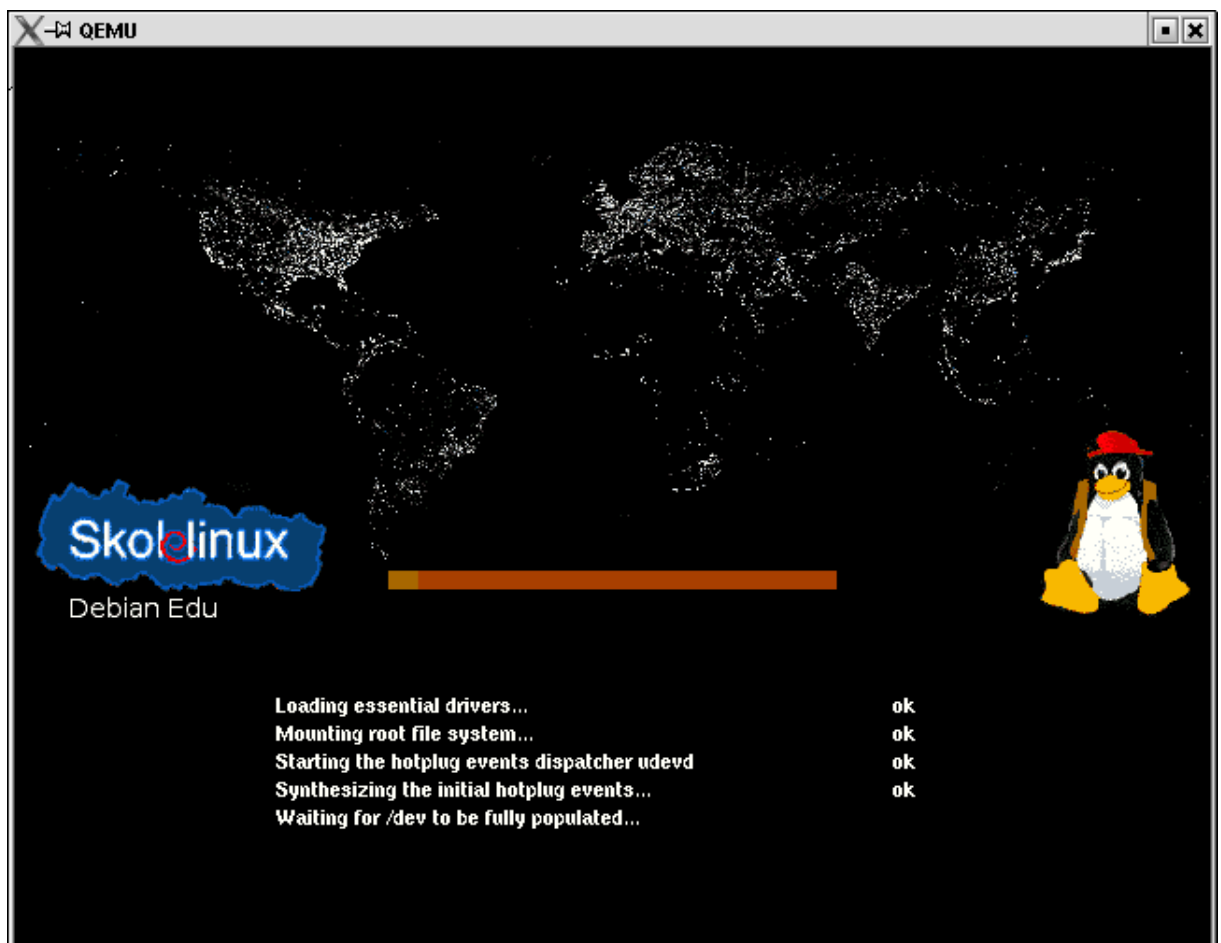 QEMU
Skolelinux
Debian Edu
Loading essential drivers... ok
Mounting root file system... ok
Starting the hotplug events dispatcher udevd ok
Synthesizing the initial hotplug events... ok
Waiting for /dev to be fully populated...